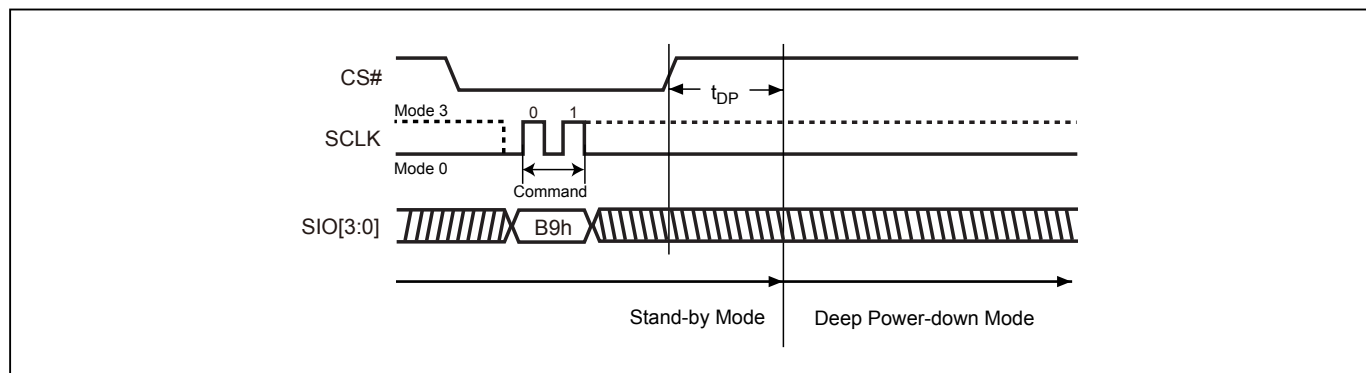 CS#
tDP
Mode 3
0 1
SCLK
Mode 0
Command
SIO[3:0]
B9h
Stand-by Mode Deep Power-down Mode